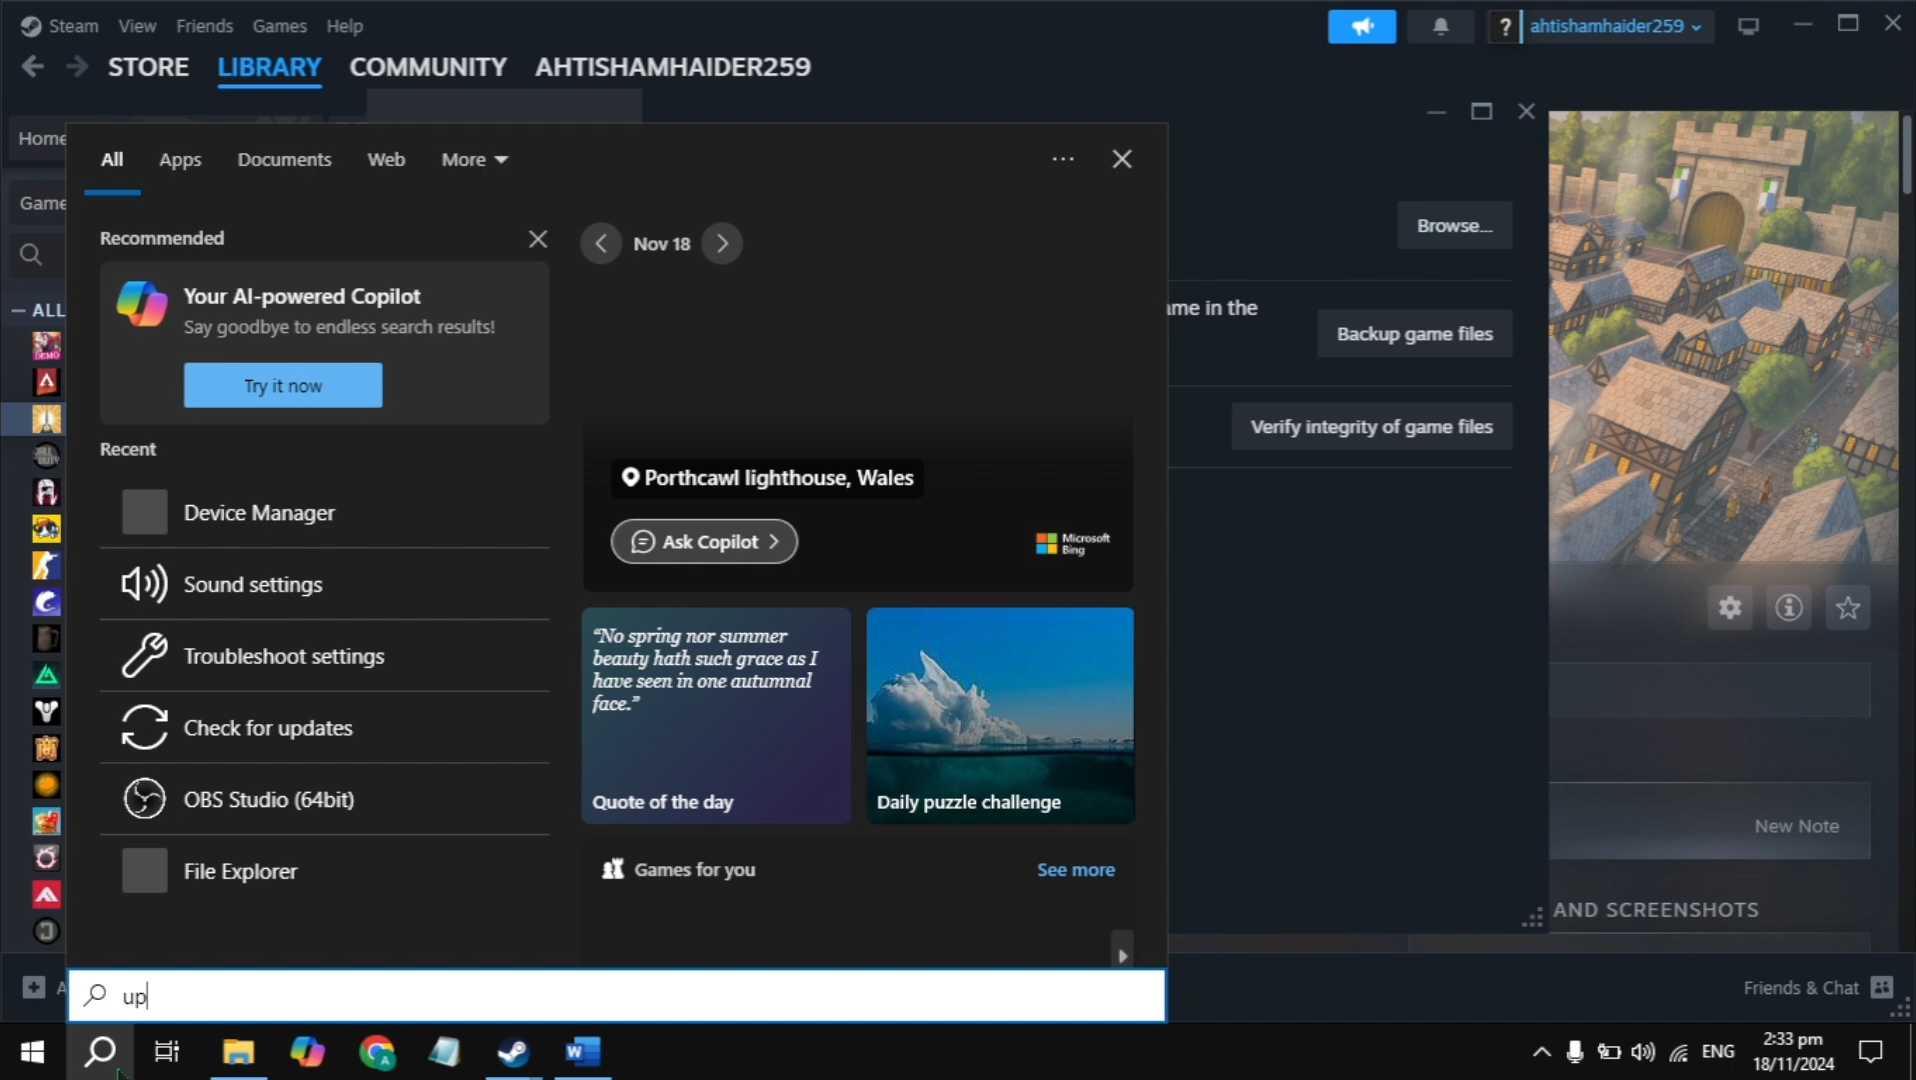 Steam View Friends Games Help
? ahtishamhaider259
STORE LIBRARY COMMUNITY AHTISHAMHAIDER259
Home
All Apps Documents Web More
Game
Browse...
Recommended
Nov 18
Your AI-powered Copilot
Say goodbye to endless search results!
Try it now
ALL
ame in the
Backup game files
Verify integrity of game files
Recent
Porthcawl lighthouse, Wales
Ask Copilot
Microsoft
Bing
Device Manager
Sound settings
Troubleshoot settings
Check for updates
OBS Studio (64bit)
File Explorer
“No spring nor summer
beauty hath such grace as I
have seen in one autumnal
face.”
Quote of the day
Daily puzzle challenge
New Note
Games for you
See more
AND SCREENSHOTS
A
up
Friends & Chat
ENG
2:33 pm
18/11/2024